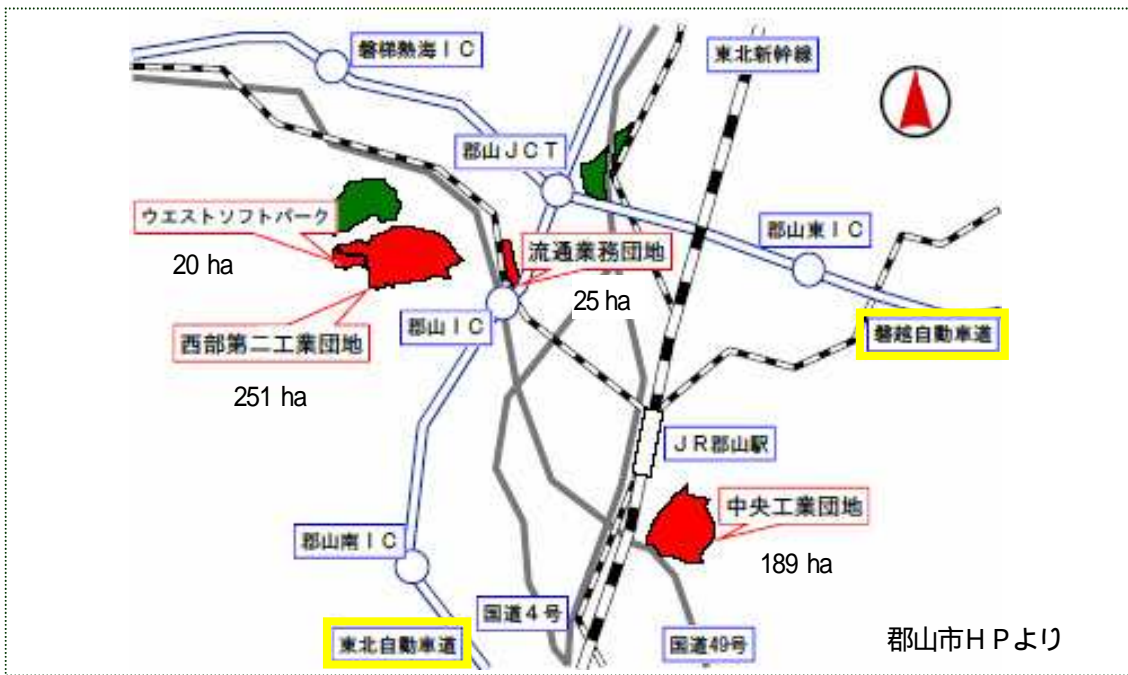 磐梯熱海ＩＣ
東北新幹線
郡山ＪＣＴ
ウエストソフトパーク
20 ha
流通業務団地
25 ha
郡山東ＩＣ
郡山ＩＣ
西部第二工業団地
251 ha
磐越自動車道
ＪＲ郡山駅
中央工業団地
189 ha
郡山南ＩＣ
国道４号
東北自動車道
国道49号
郡山市ＨＰより